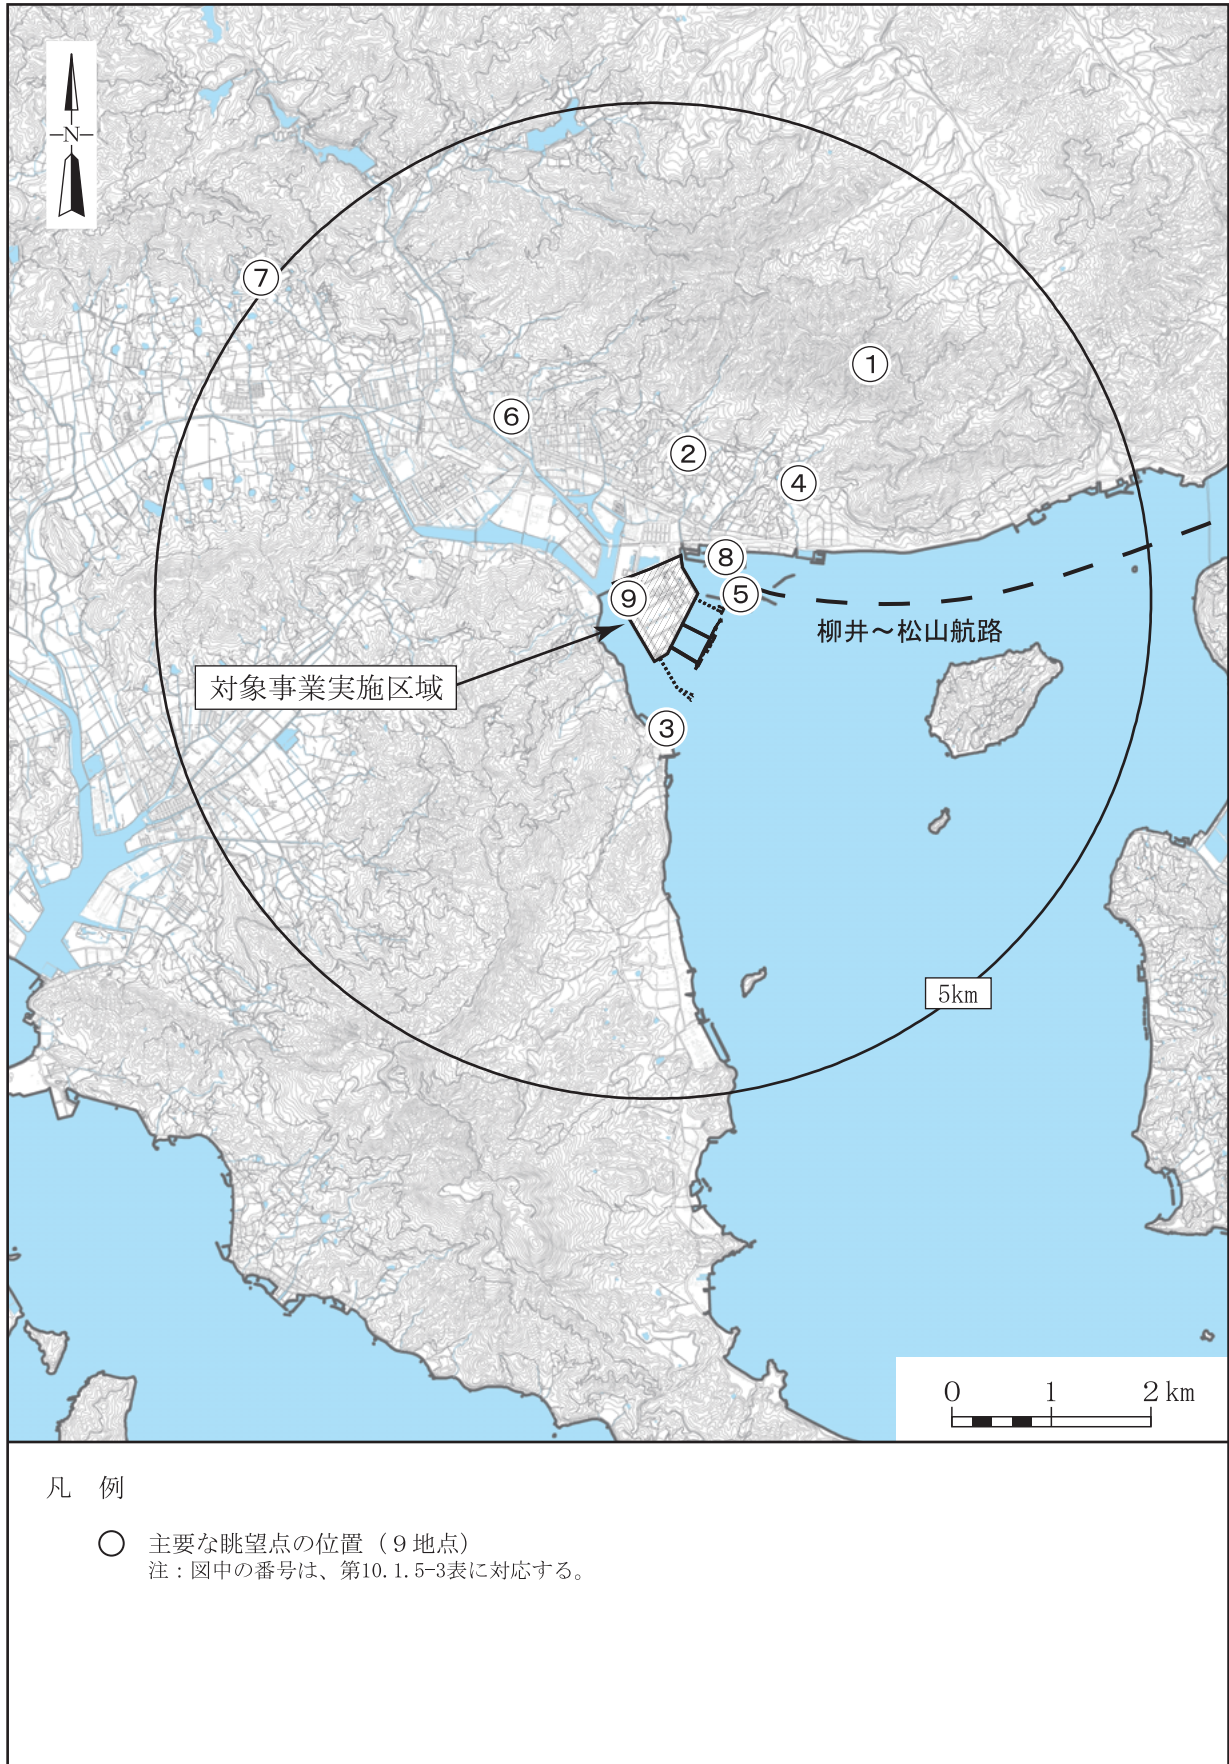 N
⑦
①
⑥
②
④
⑧
⑨
⑤
柳井～松山航路
対象事業実施区域
③
5km
0 1 2 km
凡 例
○ 主要な眺望点の位置（９地点）
注：図中の番号は、第10.1.5-3表に対応する。